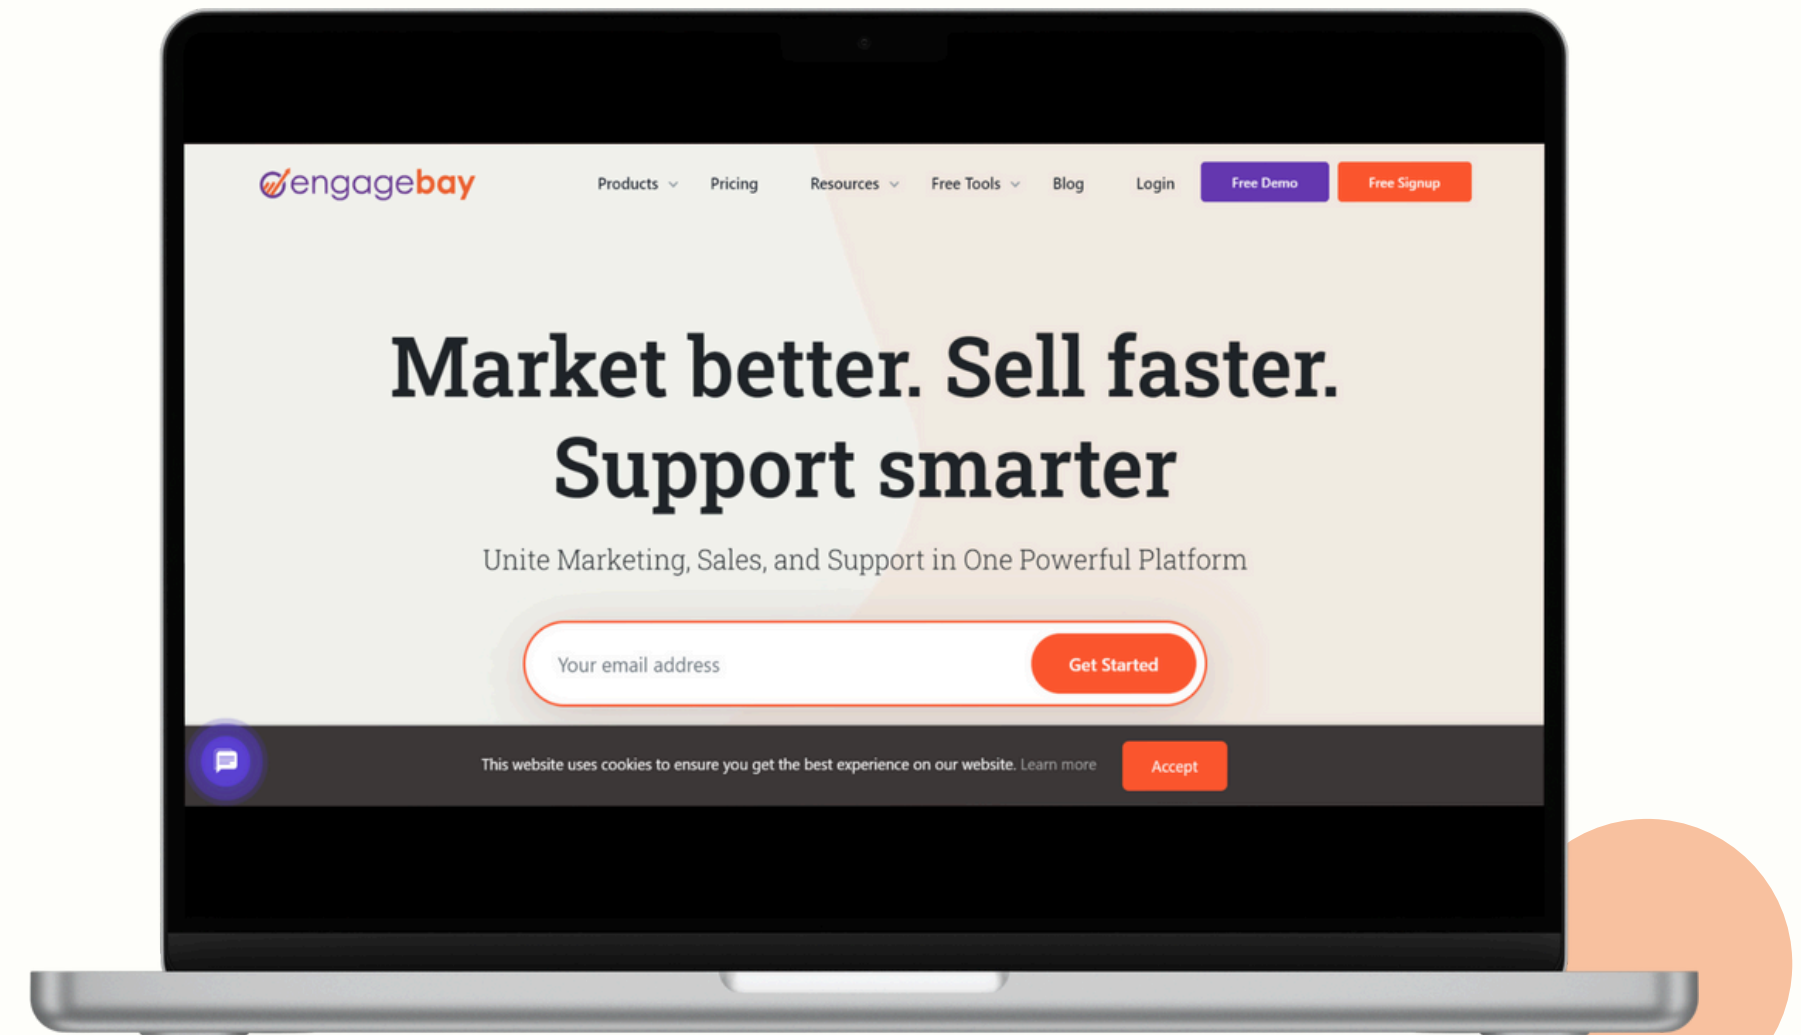 engagebay
Products
Pricing
Resources
Free Tools
Blog
Login
Free Demo
Free Signup
Market better. Sell faster.
Support smarter
Unite Marketing, Sales, and Support in One Powerful Platform
Your email address
Get Started
This website uses cookies to ensure you get the best experience on our website. Learn more
Accept